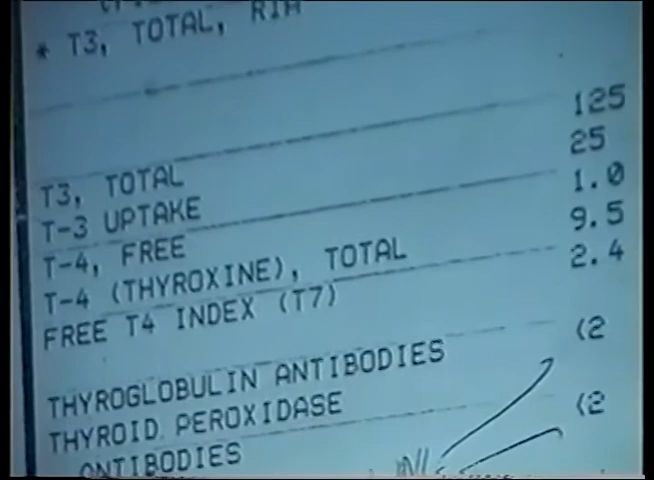 * T3, TOTAL, RIA
T3, TOTAL 125
T-3 UPTAKE 25
T-4, FREE 1.0
T-4 (THYROXINE), TOTAL 9.5
FREE T4 INDEX (T7) 2.4
THYROGLOBULIN ANTIBODIES <2
THYROID PEROXIDASE <2
ANTIBODIES